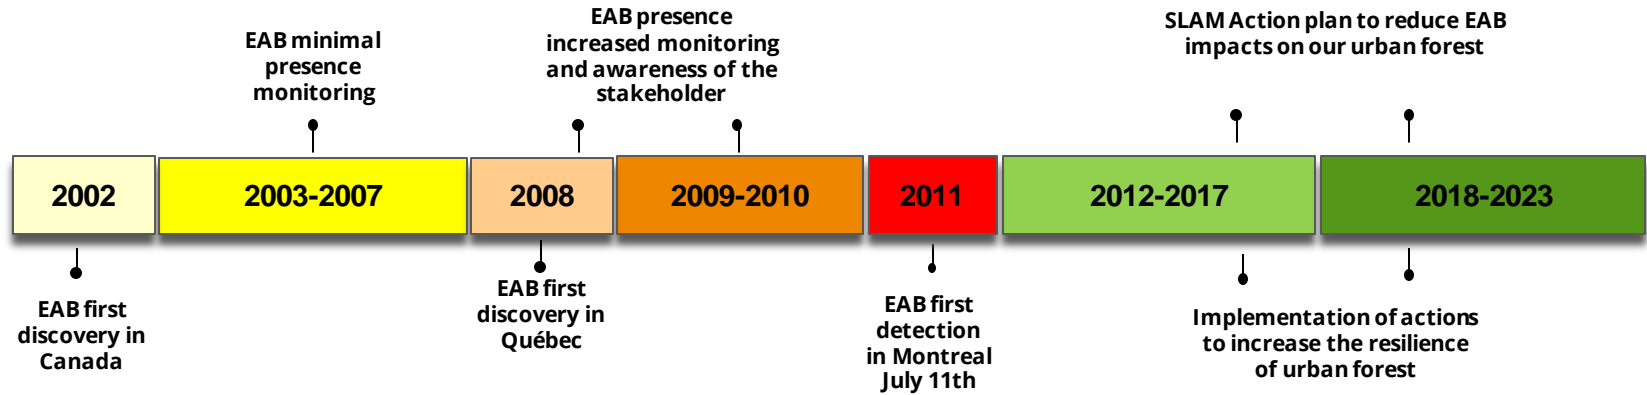 EAB minimal
presence
monitoring
EAB presence
increased monitoring
and awareness of the
stakeholder
SLAM Action plan to reduce EAB
impacts on our urban forest
2002
2003-2007
2008
2009-2010
2011
2012-2017
2018-2023
EAB first
discovery in
Canada
EAB first
discovery in
Québec
EAB first
detection
in Montreal
July 11th
Implementation of actions
to increase the resilience
of urban forest